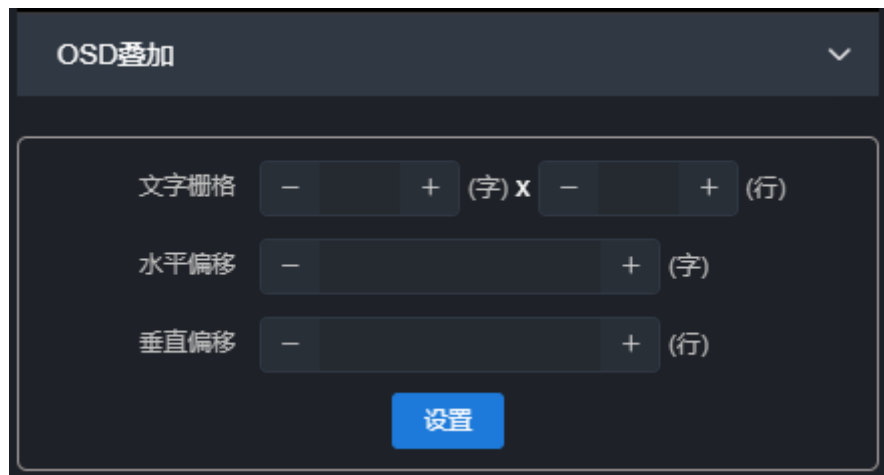 OSD叠加
文字栅格 − + (字) X − + (行)
水平偏移 − + (字)
垂直偏移 − + (行)
设置